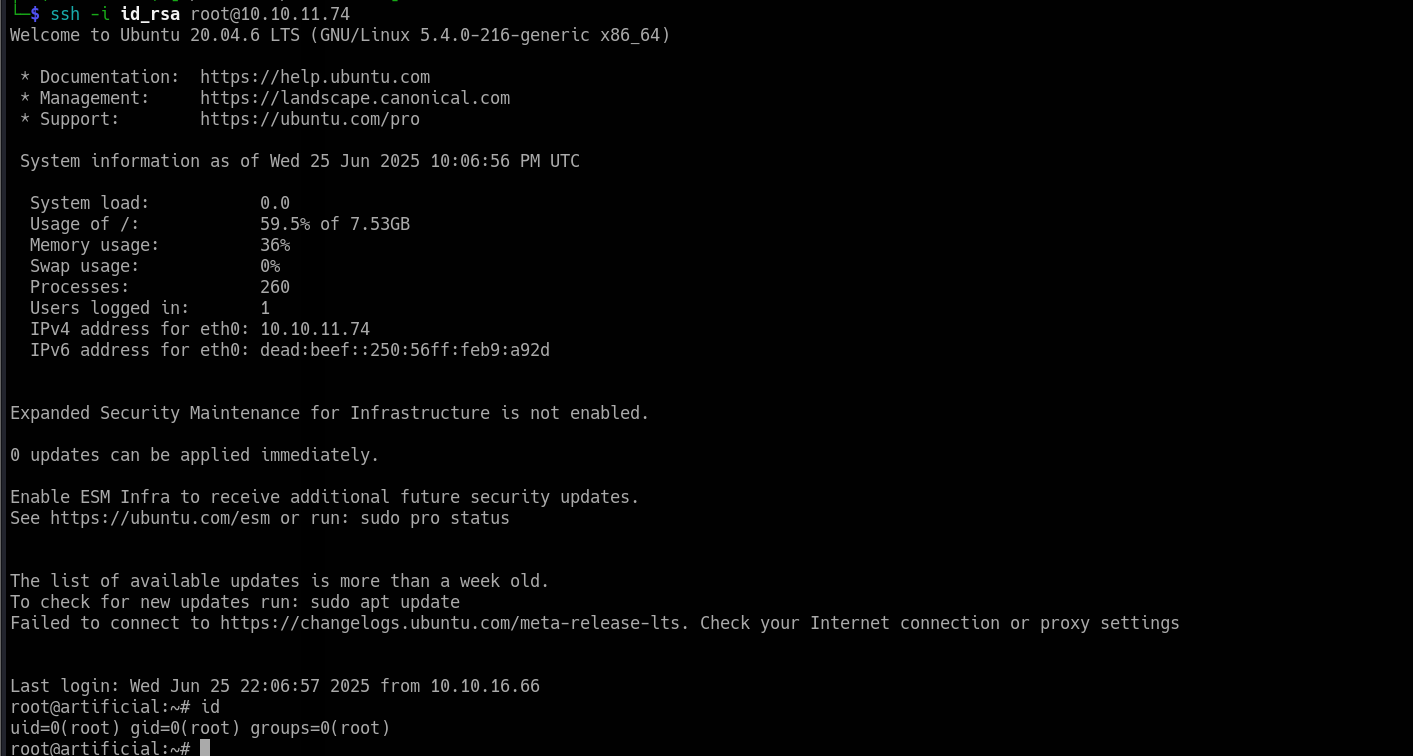 └─$ ssh -i id_rsa root@10.10.11.74
Welcome to Ubuntu 20.04.6 LTS (GNU/Linux 5.4.0-216-generic x86_64)
* Documentation:  https://help.ubuntu.com
* Management:     https://landscape.canonical.com
* Support:        https://ubuntu.com/pro
System information as of Wed 25 Jun 2025 10:06:56 PM UTC
System load:           0.0
Usage of /:            59.5% of 7.53GB
Memory usage:          36%
Swap usage:            0%
Processes:             260
Users logged in:       1
IPv4 address for eth0: 10.10.11.74
IPv6 address for eth0: dead:beef::250:56ff:feb9:a92d
Expanded Security Maintenance for Infrastructure is not enabled.
0 updates can be applied immediately.
Enable ESM Infra to receive additional future security updates.
See https://ubuntu.com/esm or run: sudo pro status
The list of available updates is more than a week old.
To check for new updates run: sudo apt update
Failed to connect to https://changelogs.ubuntu.com/meta-release-lts. Check your Internet connection or proxy settings
Last login: Wed Jun 25 22:06:57 2025 from 10.10.16.66
root@artificial:~# id
uid=0(root) gid=0(root) groups=0(root)
root@artificial:~#